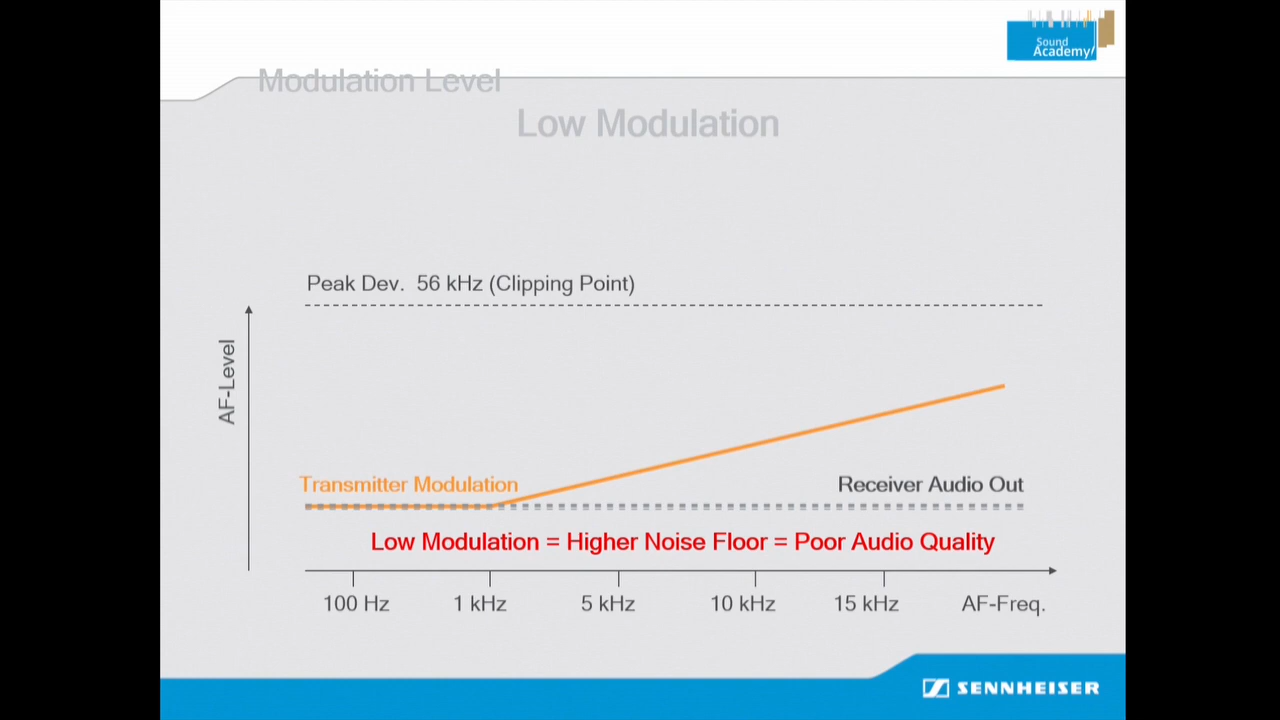 Sound
Academy/
Modulation Level
Low Modulation
Peak Dev. 56 kHz (Clipping Point)
AF-Level
Transmitter Modulation
Receiver Audio Out
Low Modulation = Higher Noise Floor = Poor Audio Quality
100 Hz 1 kHz 5 kHz 10 kHz 15 kHz AF-Freq.
SENNHEISER